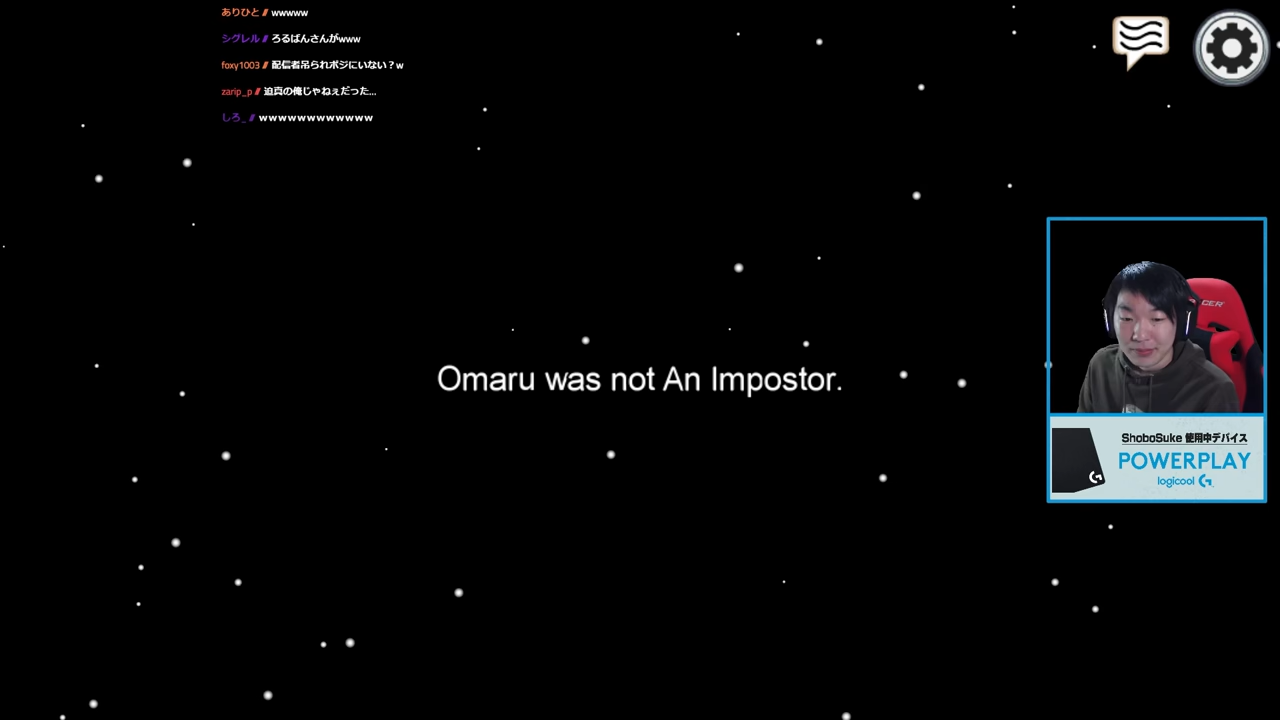 ありひと // wwwww
シグレル // ろるばんさんがwww
foxy1003 // 配信者吊られポジにいない？w
zarip_p // 迫真の俺じゃねぇだった...
しろ_ // ｗｗｗｗｗｗｗｗｗｗｗｗ
CER
Omaru was not An Impostor.
ShoboSuke 使用中デバイス
POWERPLAY
logicool G